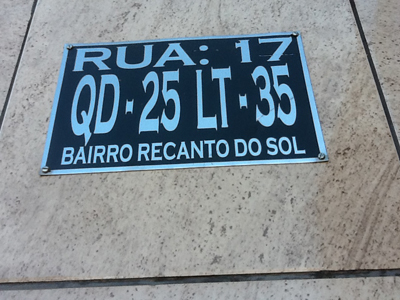 RUA: 17
QD - 25 LT - 35
BAIRRO RECANTO DO SOL